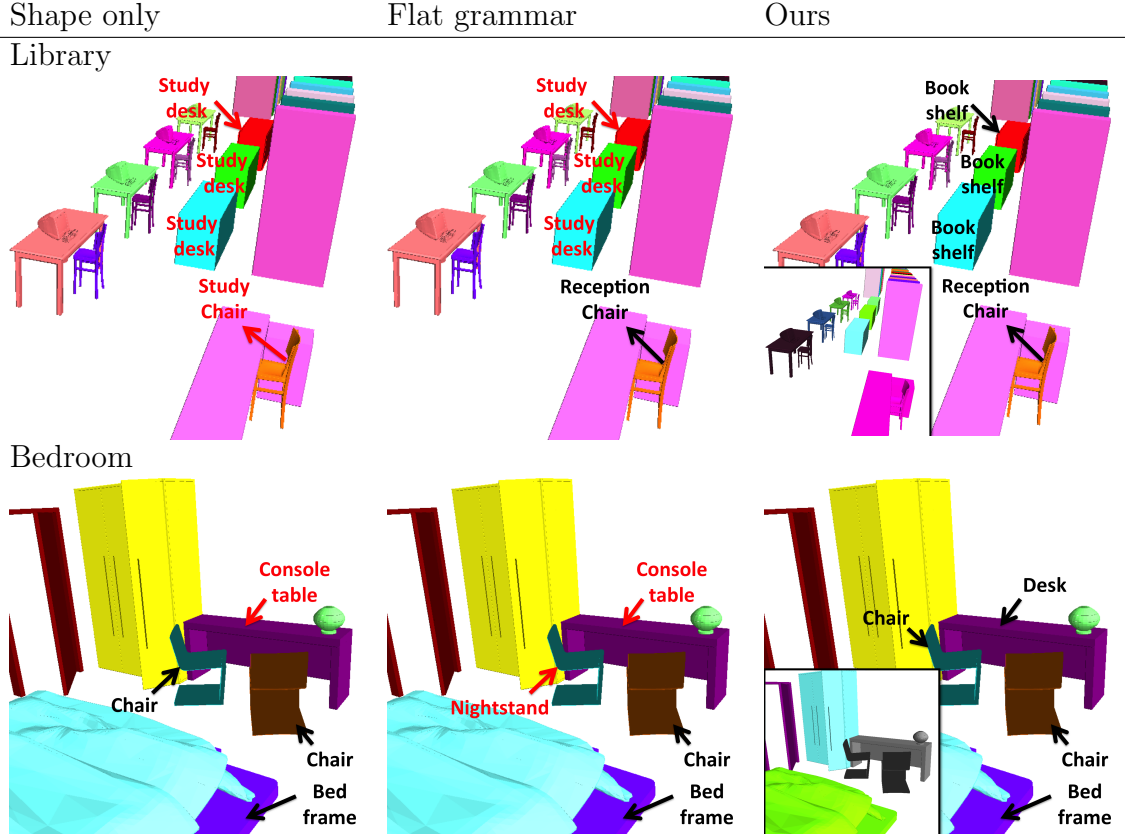 Shape only
Flat grammar
Ours
Library
Study
desk
Study
desk
Study
desk
Study
Chair
Study
desk
Study
desk
Study
desk
Reception
Chair
Book
shelf
Book
shelf
Book
shelf
Reception
Chair
Bedroom
Console
table
Chair
Chair
Bed
frame
Console
table
Nightstand
Chair
Bed
frame
Desk
Chair
Chair
Bed
frame